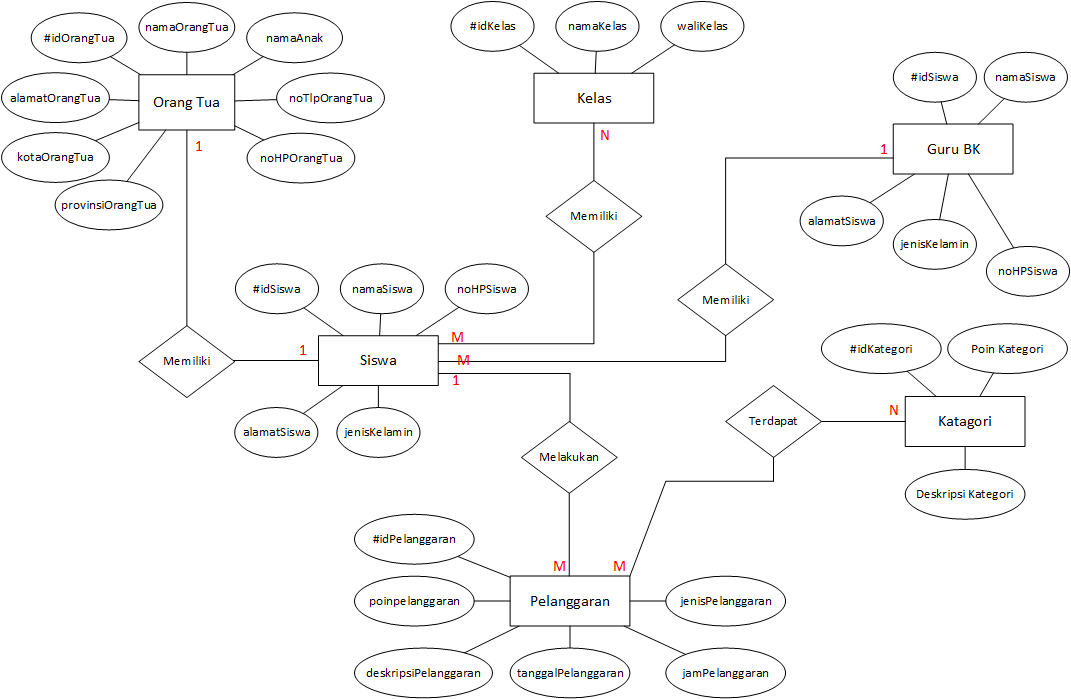 namaOrangTua
#idOrangTua
namaAnak
alamatOrangTua
Orang Tua
noTlpOrangTua
kotaOrangTua
noHPOrangTua
provinsiOrangTua
1
#idKelas
namaKelas
waliKelas
Kelas
N
Memiliki
#idSiswa
namaSiswa
Guru BK
1
alamatSiswa
jenisKelamin
noHPSiswa
Memiliki
#idSiswa
namaSiswa
noHPSiswa
Memiliki
1
Siswa
M
M
1
alamatSiswa
jenisKelamin
#idKategori
Poin Kategori
Terdapat
N
Katagori
Deskripsi Kategori
Melakukan
M
M
#idPelanggaran
poinpelanggaran
Pelanggaran
jenisPelanggaran
deskripsiPelanggaran
tanggalPelanggaran
jamPelanggaran